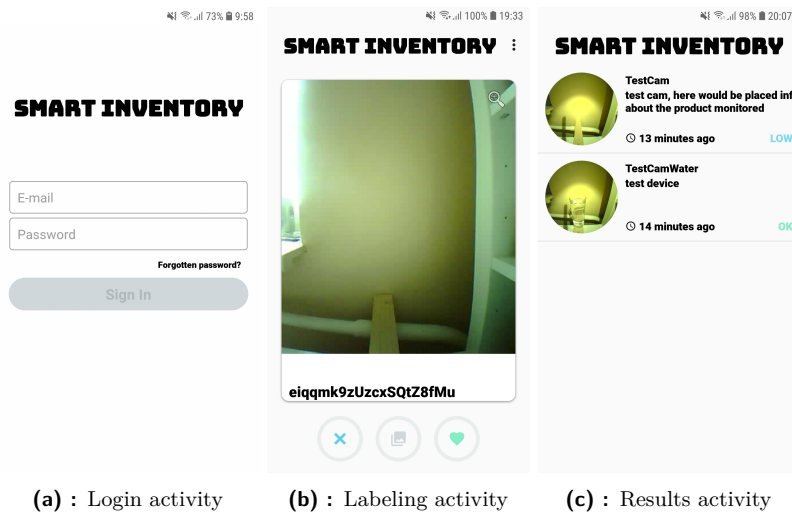 73% 9:58
SMART INVENTORY
E-mail
Password
Forgotten password?
Sign In
(a) : Login activity
100% 19:33
SMART INVENTORY
eiqqmk9zUzcxSQtZ8fMu
(b) : Labeling activity
98% 20:07
SMART INVENTORY
TestCam
test cam, here would be placed inf
about the product monitored
13 minutes ago LOW
TestCamWater
test device
14 minutes ago OK
(c) : Results activity